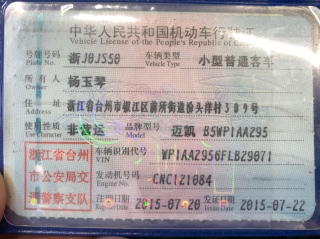 中华人民共和国机动车行驶证
Vehicle License of the People's Republic of China
号牌号码 浙J0JS50 车辆类型 小型普通客车
Plate No. Vehicle Type
所有人 杨玉琴
Owner
住址 浙江省台州市椒江区前所街道份头洋村309号
Address
使用性质 非营运 品牌型号 迈凯
Use Character Model
浙江省台州市公安局交通警察支队
车辆识别代号
VIN
发动机号码 CNC121084
Engine No.
注册日期 2015-07-20 发证日期 2015-07-22
Register Date Issue Date